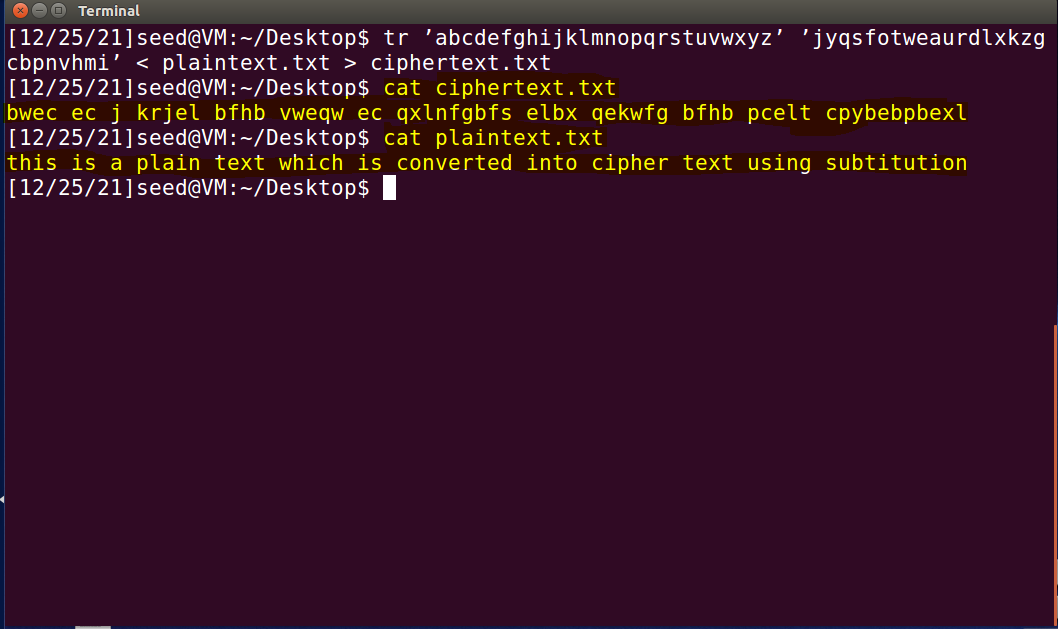 Terminal
[12/25/21]seed@VM:~/Desktop$ tr ’abcdefghijklmnopqrstuvwxyz’ ’jyqsfotweaurdlxkzg
cbpnvhmi’ < plaintext.txt > ciphertext.txt
[12/25/21]seed@VM:~/Desktop$ cat ciphertext.txt
bwec ec j krjel bfhb vweqw ec qxlnfgbfs elbx qekwfg bfhb pcelt cpybebpbexl
[12/25/21]seed@VM:~/Desktop$ cat plaintext.txt
this is a plain text which is converted into cipher text using subtitution
[12/25/21]seed@VM:~/Desktop$